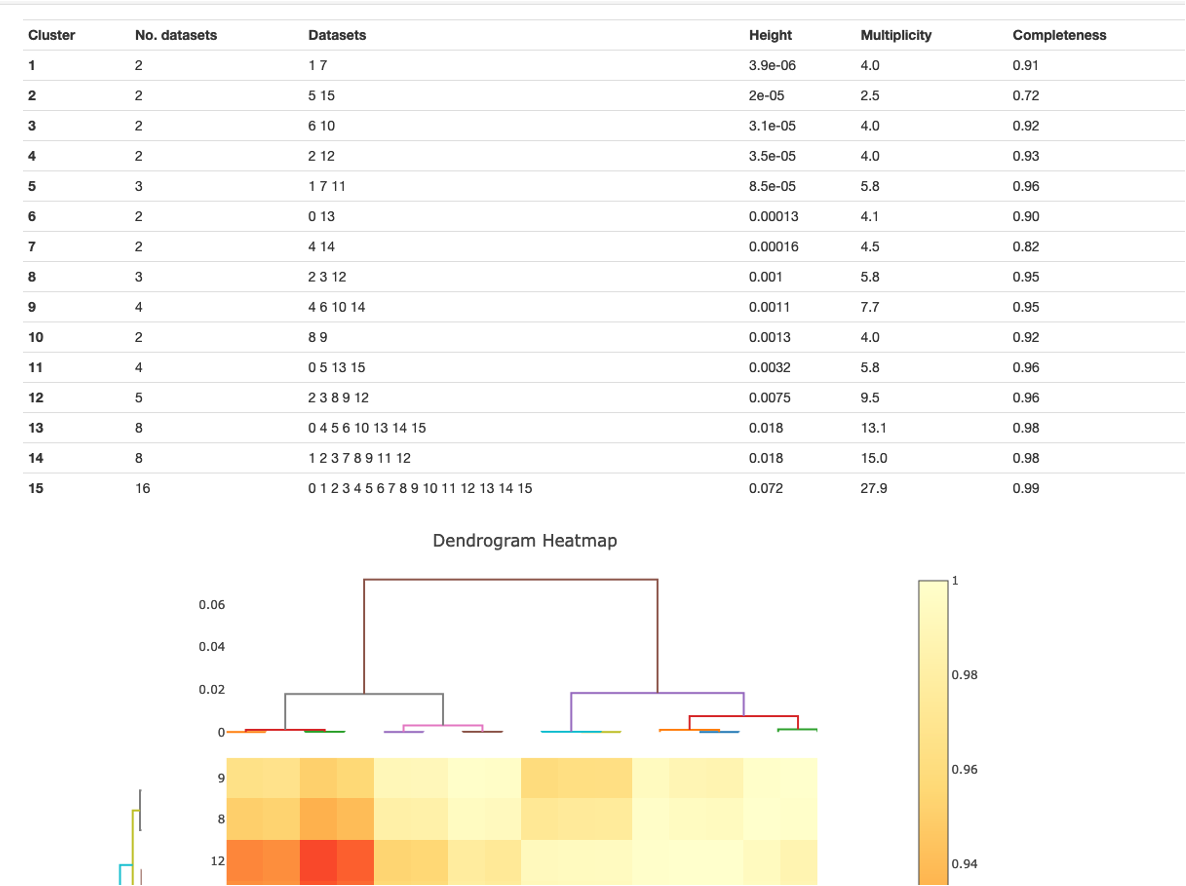 Cluster No. datasets Datasets Height Multiplicity Completeness
1 2 1 7 3.9e-06 4.0 0.91
2 2 5 15 2e-05 2.5 0.72
3 2 6 10 3.1e-05 4.0 0.92
4 2 2 12 3.5e-05 4.0 0.93
5 3 1 7 11 8.5e-05 5.8 0.96
6 2 0 13 0.00013 4.1 0.90
7 2 4 14 0.00016 4.5 0.82
8 3 2 3 12 0.001 5.8 0.95
9 4 4 6 10 14 0.0011 7.7 0.95
10 2 8 9 0.0013 4.0 0.92
11 4 0 5 13 15 0.0032 5.8 0.96
12 5 2 3 8 9 12 0.0075 9.5 0.96
13 8 0 4 5 6 10 13 14 15 0.018 13.1 0.98
14 8 1 2 3 7 8 9 11 12 0.018 15.0 0.98
15 16 0 1 2 3 4 5 6 7 8 9 10 11 12 13 14 15 0.072 27.9 0.99
Dendrogram Heatmap
0.06
0.04
0.02
0
9
8
12
1
0.98
0.96
0.94